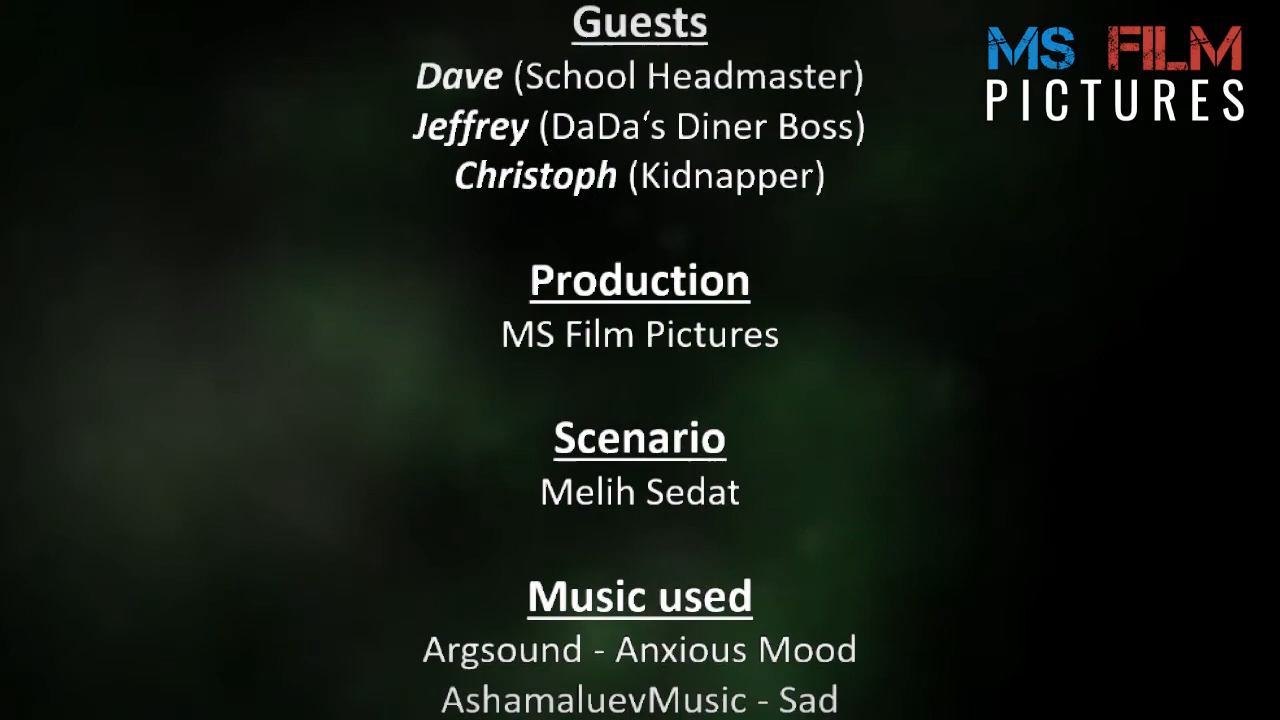 Guests
Dave (School Headmaster)
Jeffrey (DaDa‘s Diner Boss)
Christoph (Kidnapper)
Production
MS Film Pictures
Scenario
Melih Sedat
Music used
Argsound - Anxious Mood
AshamaluevMusic - Sad
MS FILM
PICTURES